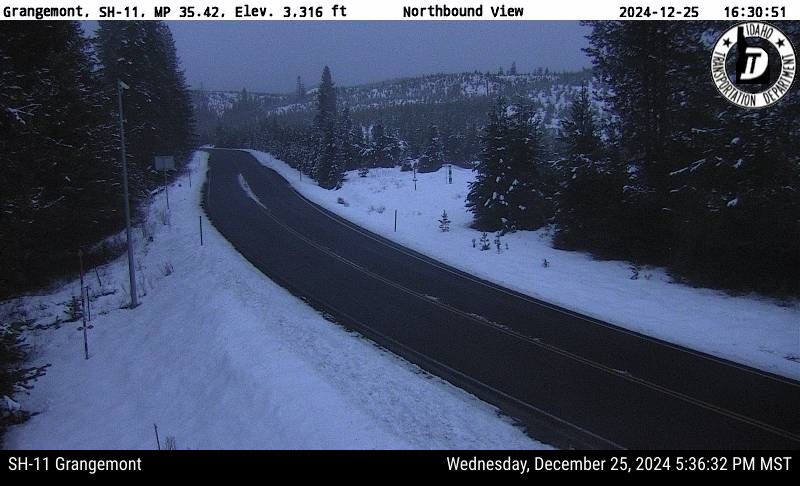 Grangemont, SH-11, MP 35.42, Elev. 3,316 ft Northbound View 2024-12-25 16:30:51
IDAHO
TRANSPORTATION DEPARTMENT
SH-11 Grangemont Wednesday, December 25, 2024 5:36:32 PM MST